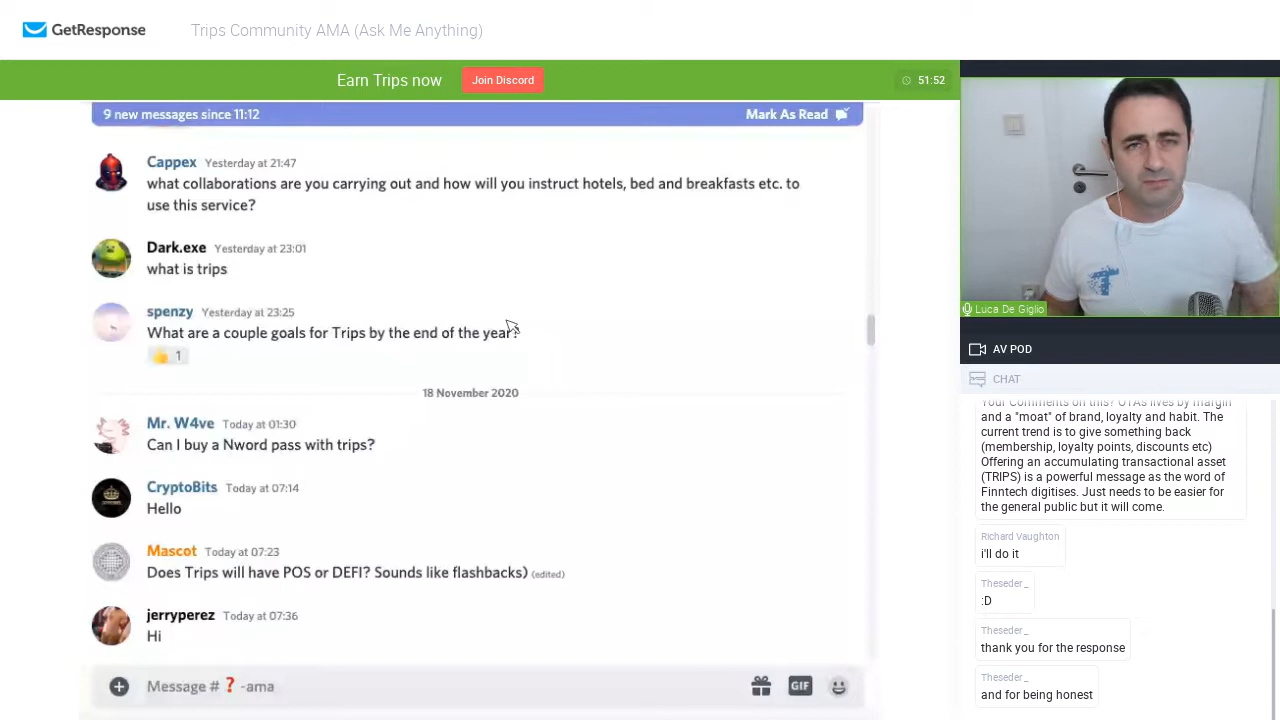 GetResponse
Trips Community AMA (Ask Me Anything)
Earn Trips now
Join Discord
51:52
9 new messages since 11:12
Mark As Read
Cappex Yesterday at 21:47
what collaborations are you carrying out and how will you instruct hotels, bed and breakfasts etc. to
use this service?
Dark.exe Yesterday at 23:01
what is trips
spenzy Yesterday at 23:25
What are a couple goals for Trips by the end of the year?
1
18 November 2020
Mr. W4ve Today at 01:30
Can I buy a Nword pass with trips?
CryptoBits Today at 07:14
Hello
Mascot Today at 07:23
Does Trips will have POS or DEFI? Sounds like flashbacks) (edited)
jerryperez Today at 07:36
Hi
Message # ❓ -ama
GIF
Luca De Giglio
AV POD
CHAT
Your Comments on this? OTAs lives by margin
and a "moat" of brand, loyalty and habit. The
current trend is to give something back
(membership, loyalty points, discounts etc)
Offering an accumulating transactional asset
(TRIPS) is a powerful message as the word of
Finntech digitises. Just needs to be easier for
the general public but it will come.
Richard Vaughton
i'll do it
Theseder_
:D
Theseder_
thank you for the response
Theseder_
and for being honest